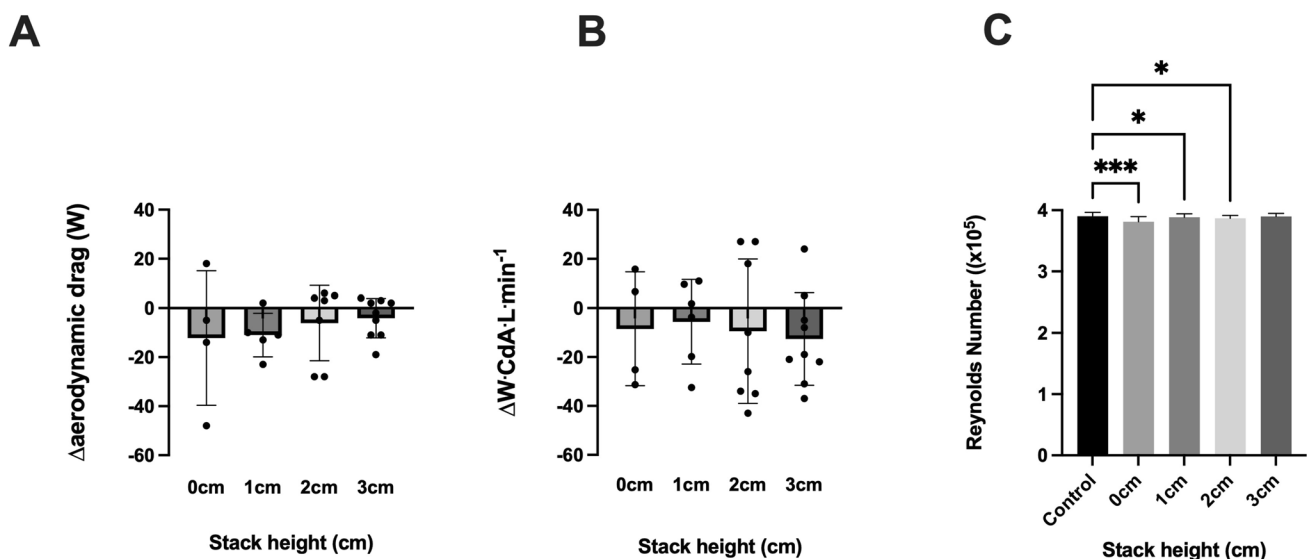 A
B
C
Δaerodynamic drag (W)
40
20
0
-20
-40
-60
0cm 1cm 2cm 3cm
Stack height (cm)
ΔW·CdA·L·min⁻¹
40
20
0
-20
-40
-60
0cm 1cm 2cm 3cm
Stack height (cm)
*
*
***
Reynolds Number ((x10⁵)
4
3
2
1
0
Control 0cm 1cm 2cm 3cm
Stack height (cm)